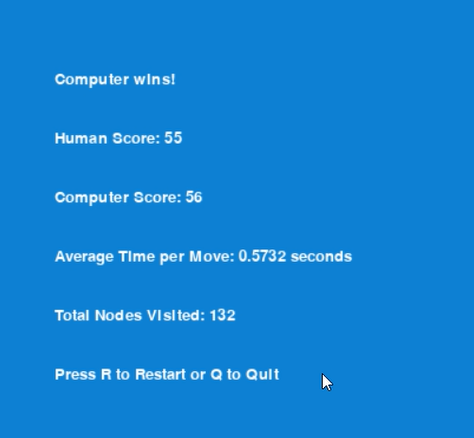 Computer wins!
Human Score: 55
Computer Score: 56
Average Time per Move: 0.5732 seconds
Total Nodes Visited: 132
Press R to Restart or Q to Quit